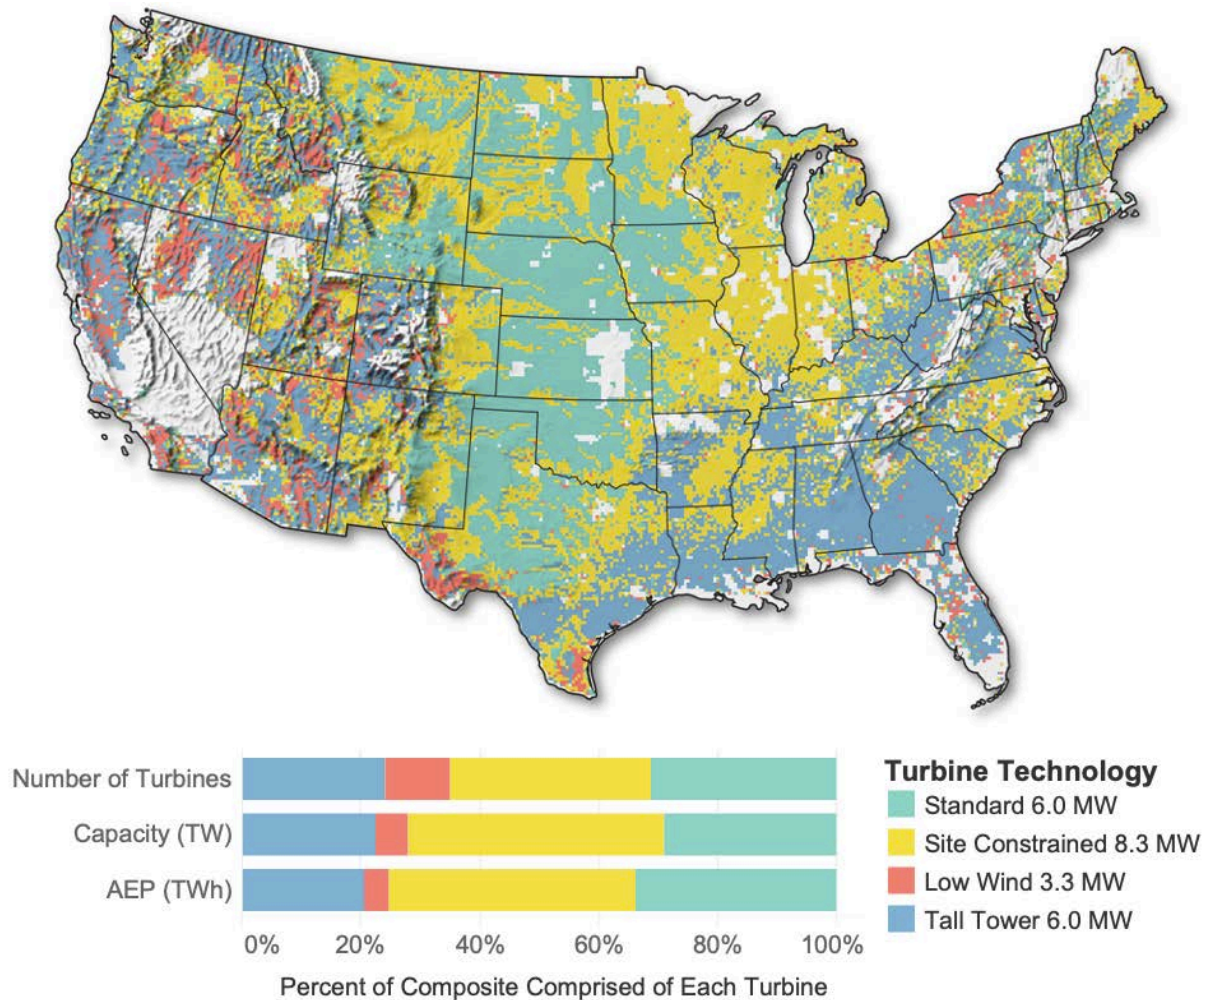 Number of Turbines
Capacity (TW)
AEP (TWh)
0% 20% 40% 60% 80% 100%
Percent of Composite Comprised of Each Turbine
Turbine Technology
Standard 6.0 MW
Site Constrained 8.3 MW
Low Wind 3.3 MW
Tall Tower 6.0 MW